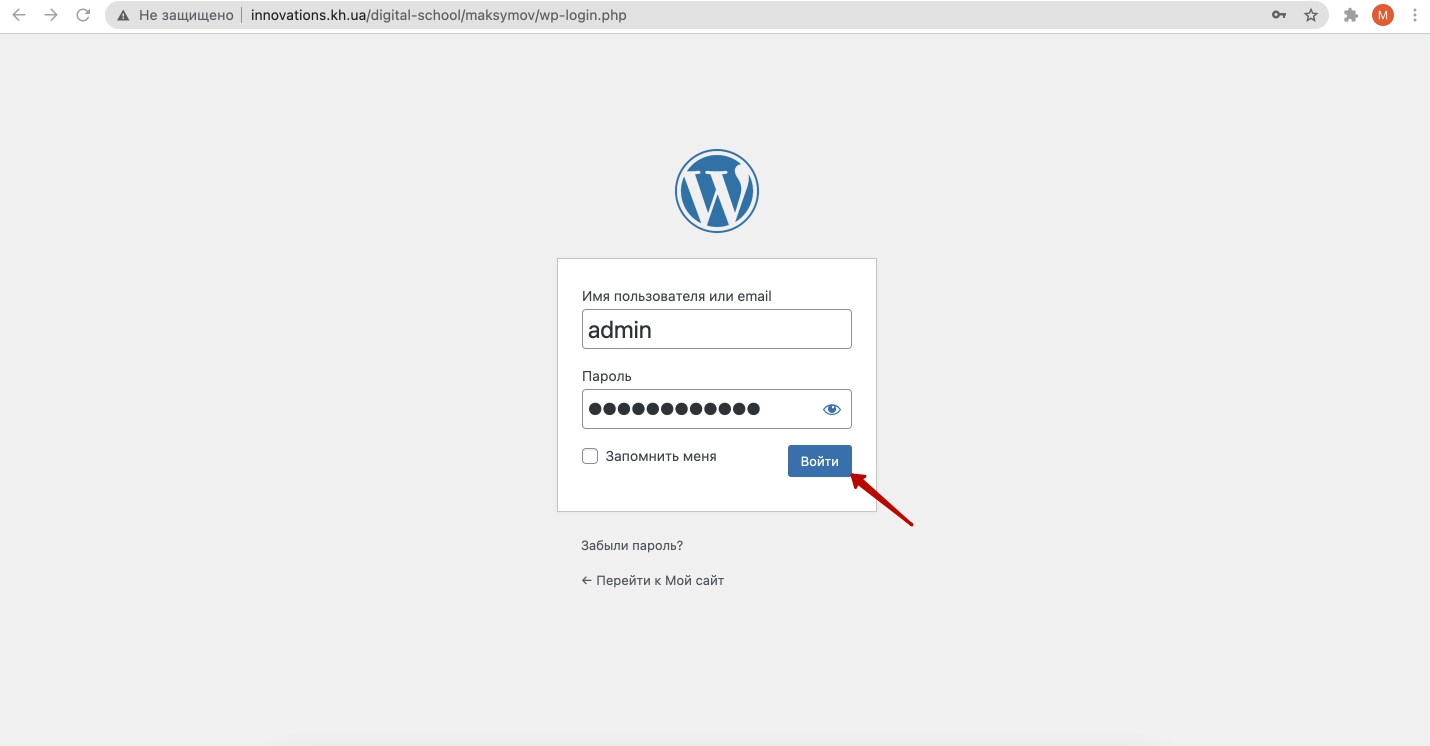 Не защищено innovations.kh.ua/digital-school/maksymov/wp-login.php
M
Имя пользователя или email
admin
Пароль
Запомнить меня
Войти
Забыли пароль?
← Перейти к Мой сайт